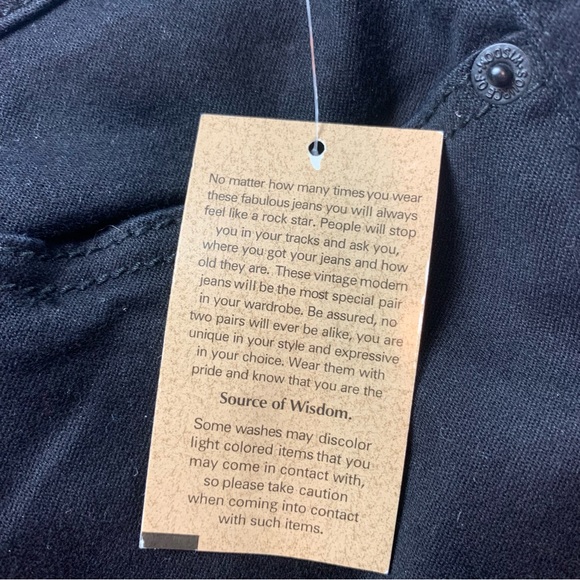 WISDOM • SOURCE OF
No matter how many times you wear
these fabulous jeans you will always
feel like a rock star. People will stop
you in your tracks and ask you,
where you got your jeans and how
old they are. These vintage modern
jeans will be the most special pair
in your wardrobe. Be assured, no
two pairs will ever be alike, you are
unique in your style and expressive
in your choice. Wear them with
pride and know that you are the
Source of Wisdom.
Some washes may discolor
light colored items that you
may come in contact with,
so please take caution
when coming into contact
with such items.